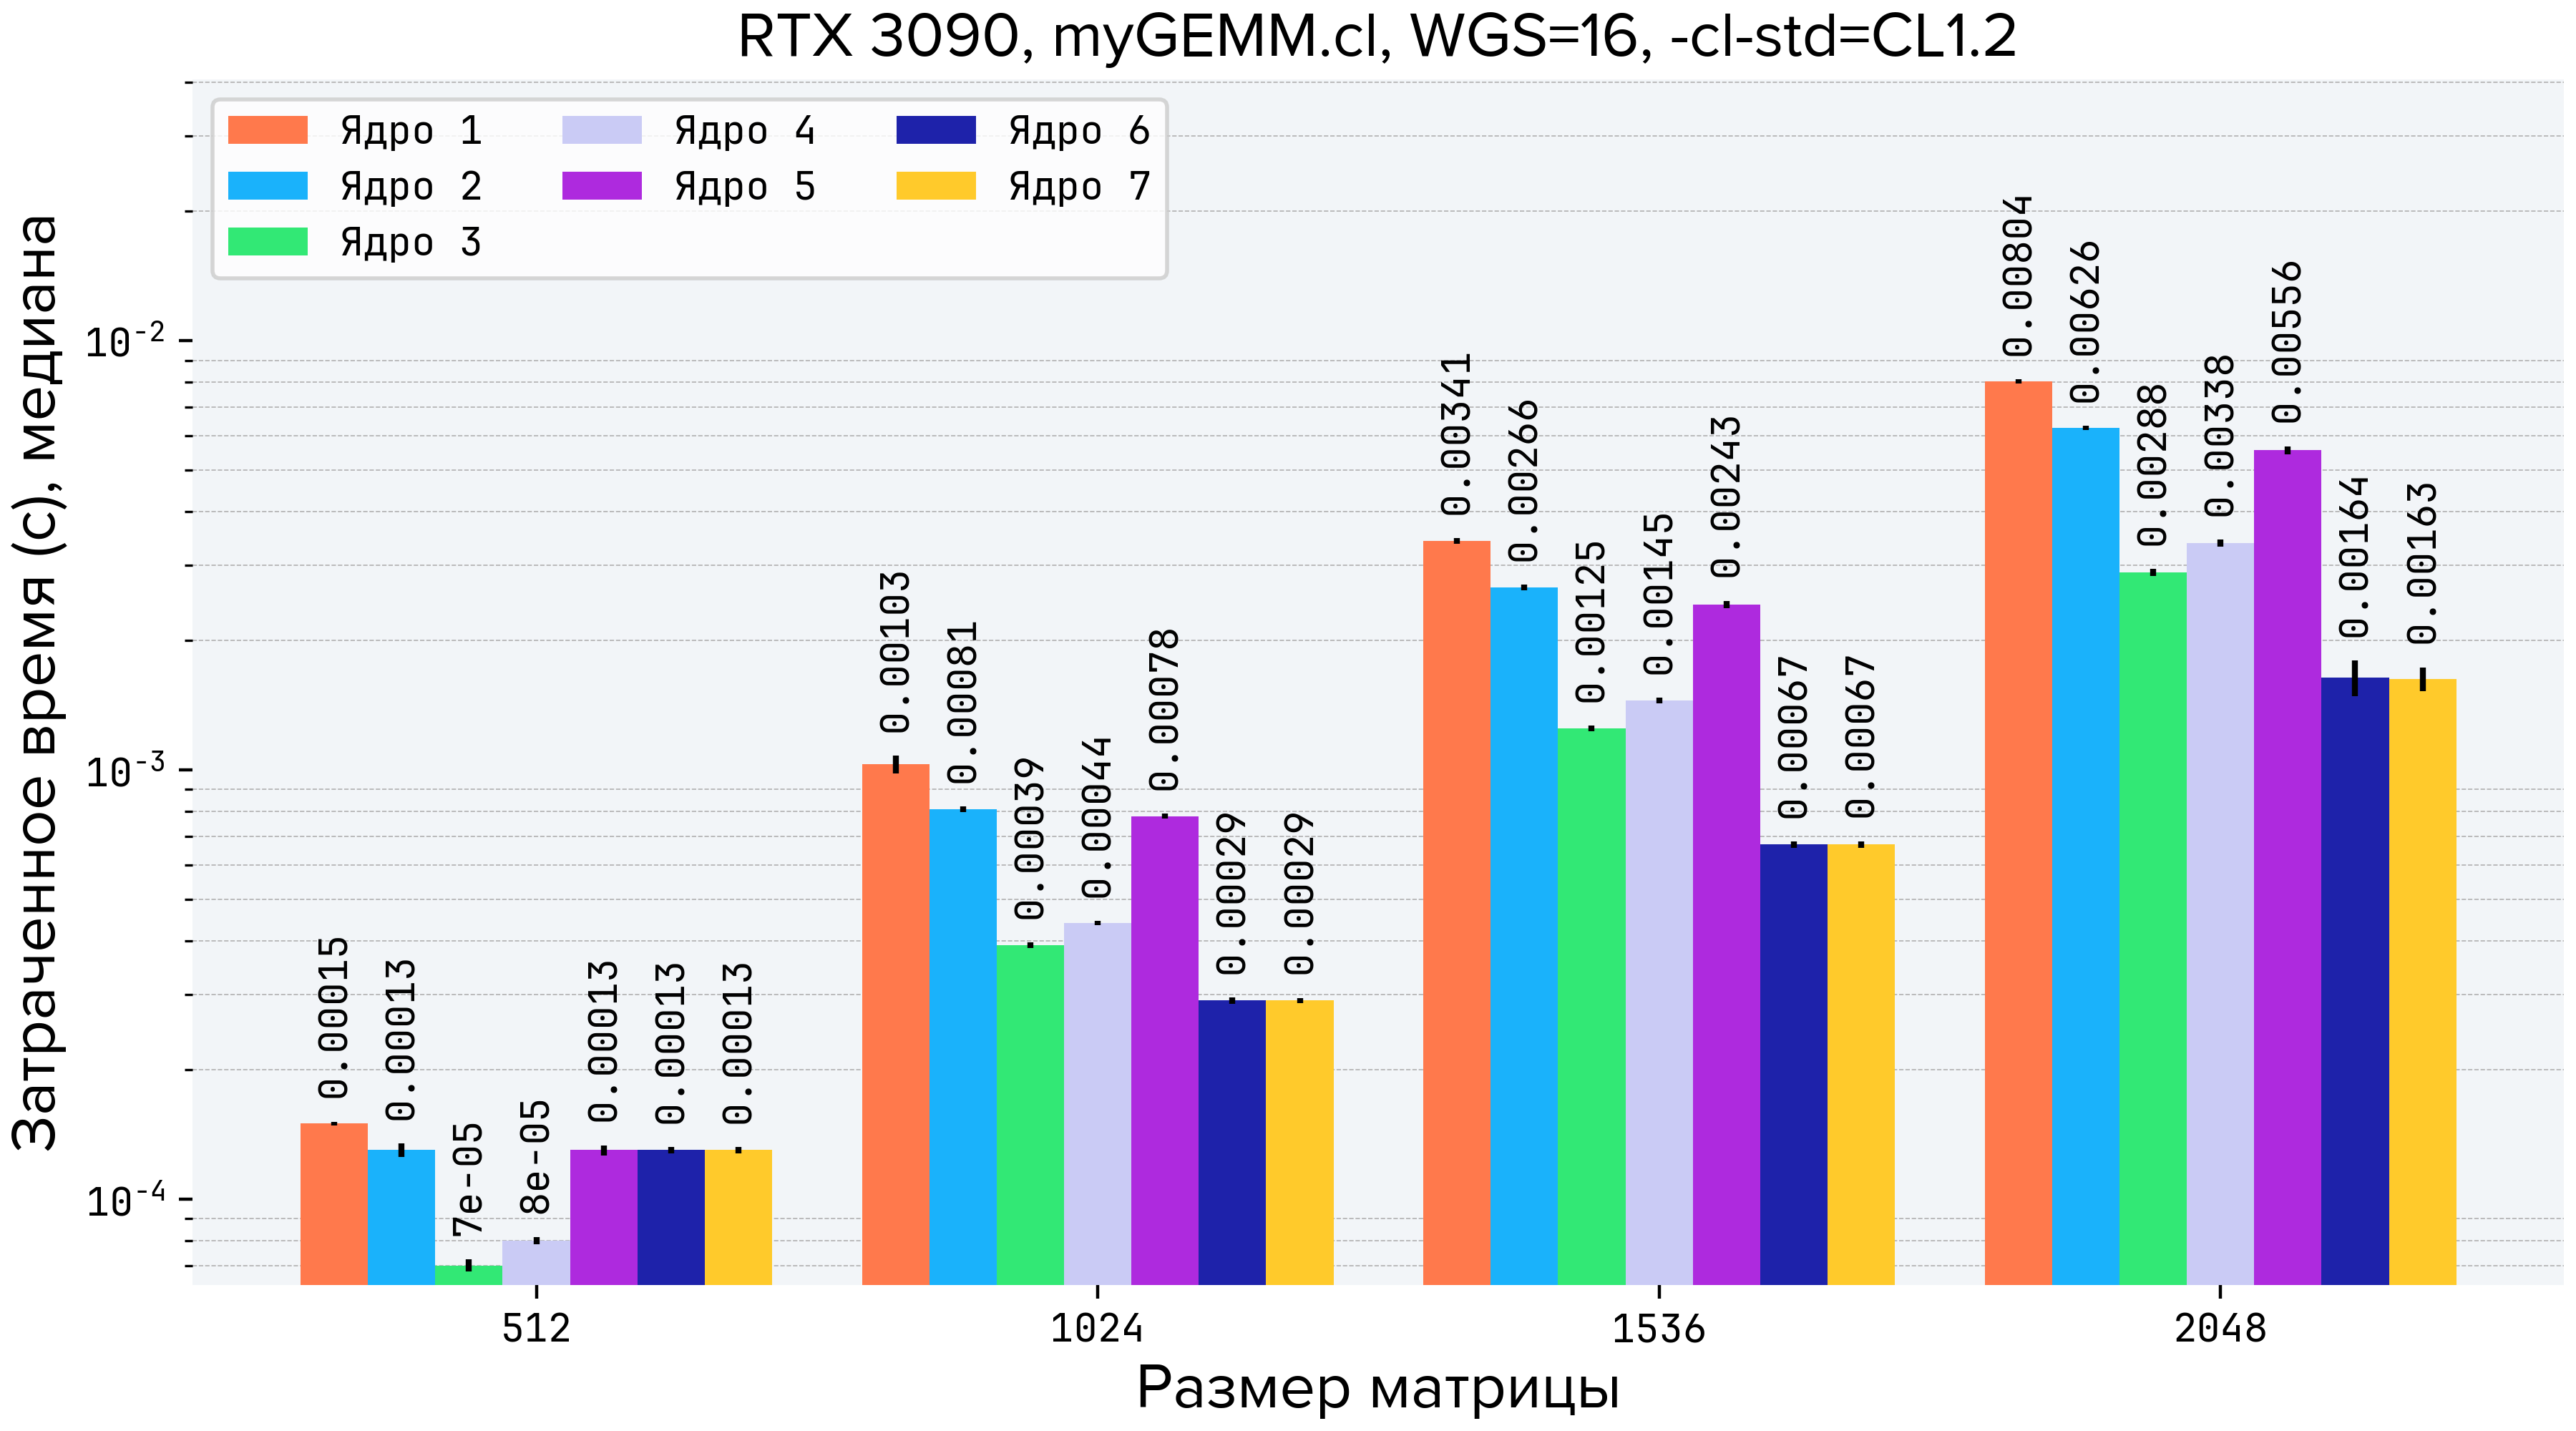 RTX 3090, myGEMM.cl, WGS=16, -cl-std=CL1.2
Затраченное время (с), медиана
Ядро 1
Ядро 2
Ядро 3
Ядро 4
Ядро 5
Ядро 6
Ядро 7
10-2
10-3
10-4
0.00015
0.00013
7e-05
8e-05
0.00013
0.00013
0.00013
0.00103
0.00081
0.00039
0.00044
0.00078
0.00029
0.00029
0.00341
0.00266
0.00125
0.00145
0.00243
0.00067
0.00067
0.00804
0.00626
0.00288
0.00338
0.00556
0.00164
0.00163
512
1024
1536
2048
Размер матрицы